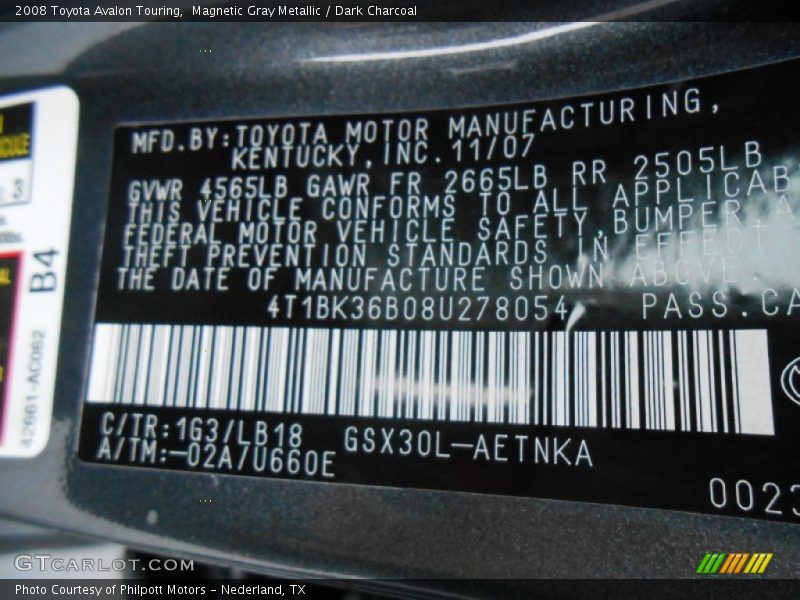 2008 Toyota Avalon Touring,  Magnetic Gray Metallic / Dark Charcoal
MFD.BY:TOYOTA MOTOR MANUFACTURING,
KENTUCKY,INC.11/07
GVWR 4565LB GAWR FR 2665LB RR 2505LB
THIS VEHICLE CONFORMS TO ALL APPLICAB
FEDERAL MOTOR VEHICLE SAFETY,BUMPER,A
THEFT PREVENTION STANDARDS IN EFFECT
THE DATE OF MANUFACTURE SHOWN ABOVE.
4T1BK36B08U278054 PASS.CA
C/TR:163/LB18 GSX30L-AETNKA
A/TM:-02A/U660E
0023
B4
42661-AC062
GTCARLOT.COM
Photo Courtesy of Philpott Motors – Nederland, TX